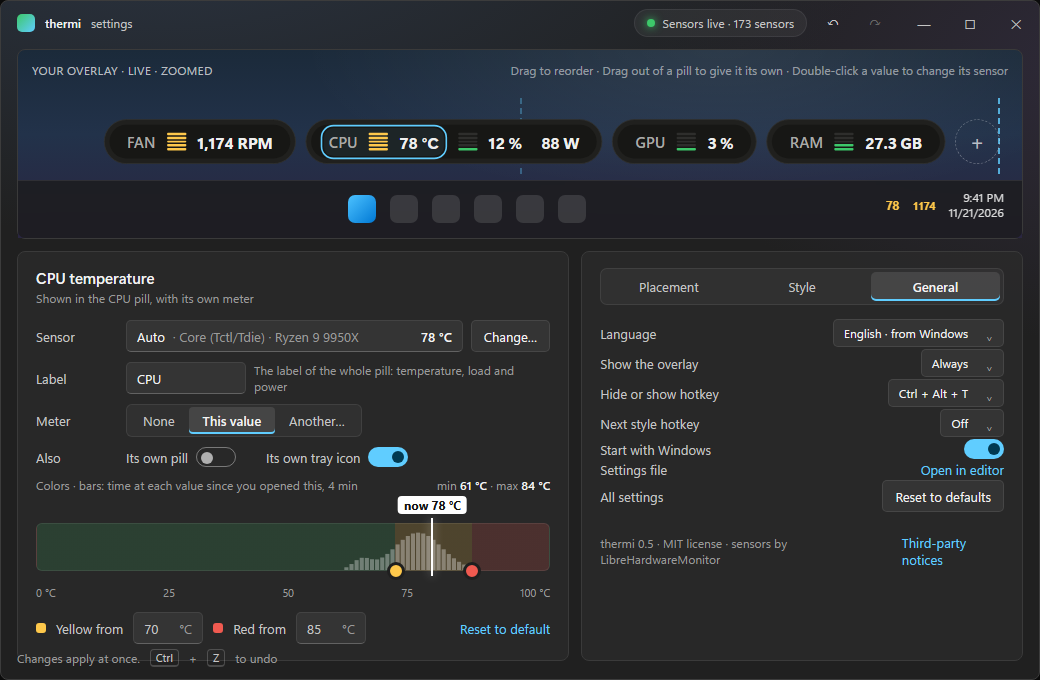 thermi settings
Sensors live · 173 sensors
YOUR OVERLAY · LIVE · ZOOMED
Drag to reorder · Drag out of a pill to give it its own · Double-click a value to change its sensor
FAN 1,174 RPM
CPU 78 °C 12 % 88 W
GPU 3 %
RAM 27.3 GB
+
78 1174
9:41 PM
11/21/2026
CPU temperature
Shown in the CPU pill, with its own meter
Sensor
Auto · Core (Tctl/Tdie) · Ryzen 9 9950X 78 °C
Change...
Label
CPU
The label of the whole pill: temperature, load and
power
Meter
None This value Another...
Also
Its own pill
Its own tray icon
Colors · bars: time at each value since you opened this, 4 min
min 61 °C · max 84 °C
now 78 °C
0 °C 25 50 75 100 °C
Yellow from 70 °C
Red from 85 °C
Reset to default
Changes apply at once. Ctrl + Z to undo
Placement Style General
Language
English · from Windows
Show the overlay
Always
Hide or show hotkey
Ctrl + Alt + T
Next style hotkey
Off
Start with Windows
Settings file
Open in editor
All settings
Reset to defaults
thermi 0.5 · MIT license · sensors by
LibreHardwareMonitor
Third-party
notices